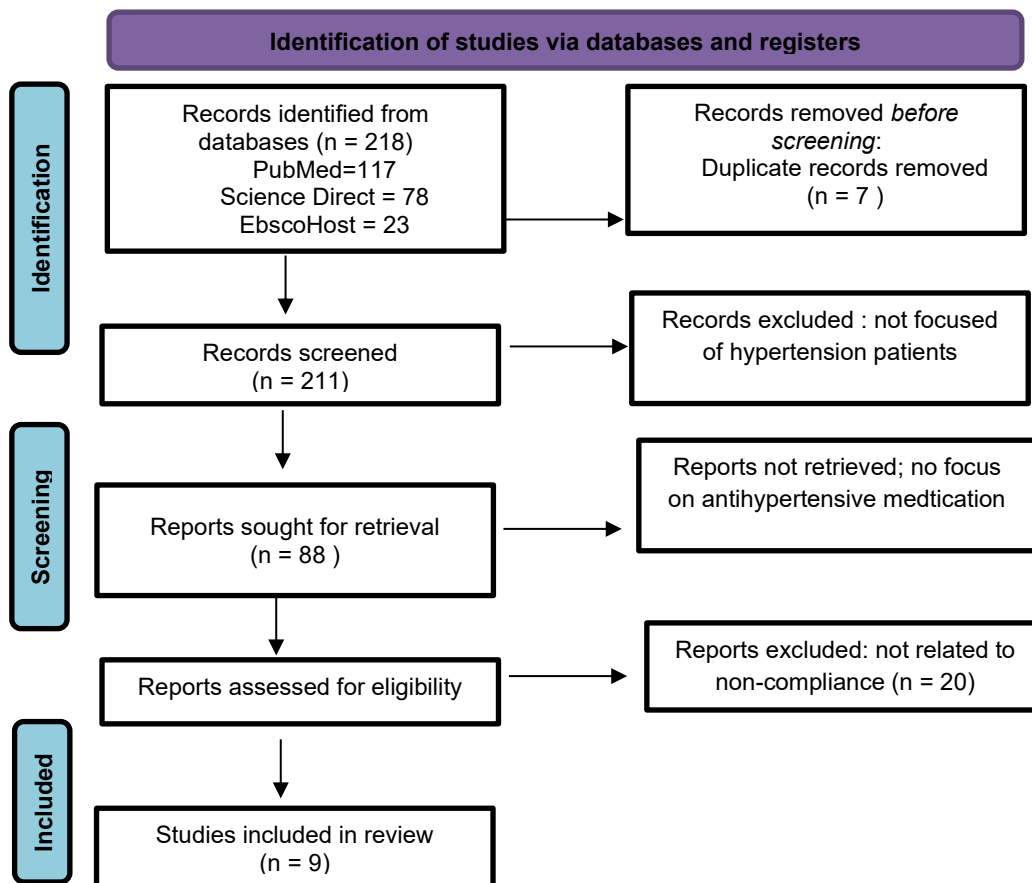 Identification of studies via databases and registers
Identification
Records identified from
databases (n = 218)
PubMed=117
Science Direct = 78
EbscoHost = 23
Records removed before
screening:
Duplicate records removed
(n = 7 )
Records screened
(n = 211)
Records excluded : not focused
of hypertension patients
Screening
Reports sought for retrieval
(n = 88 )
Reports not retrieved; no focus
on antihypertensive medtication
Reports assessed for eligibility
Reports excluded: not related to
non-compliance (n = 20)
Included
Studies included in review
(n = 9)